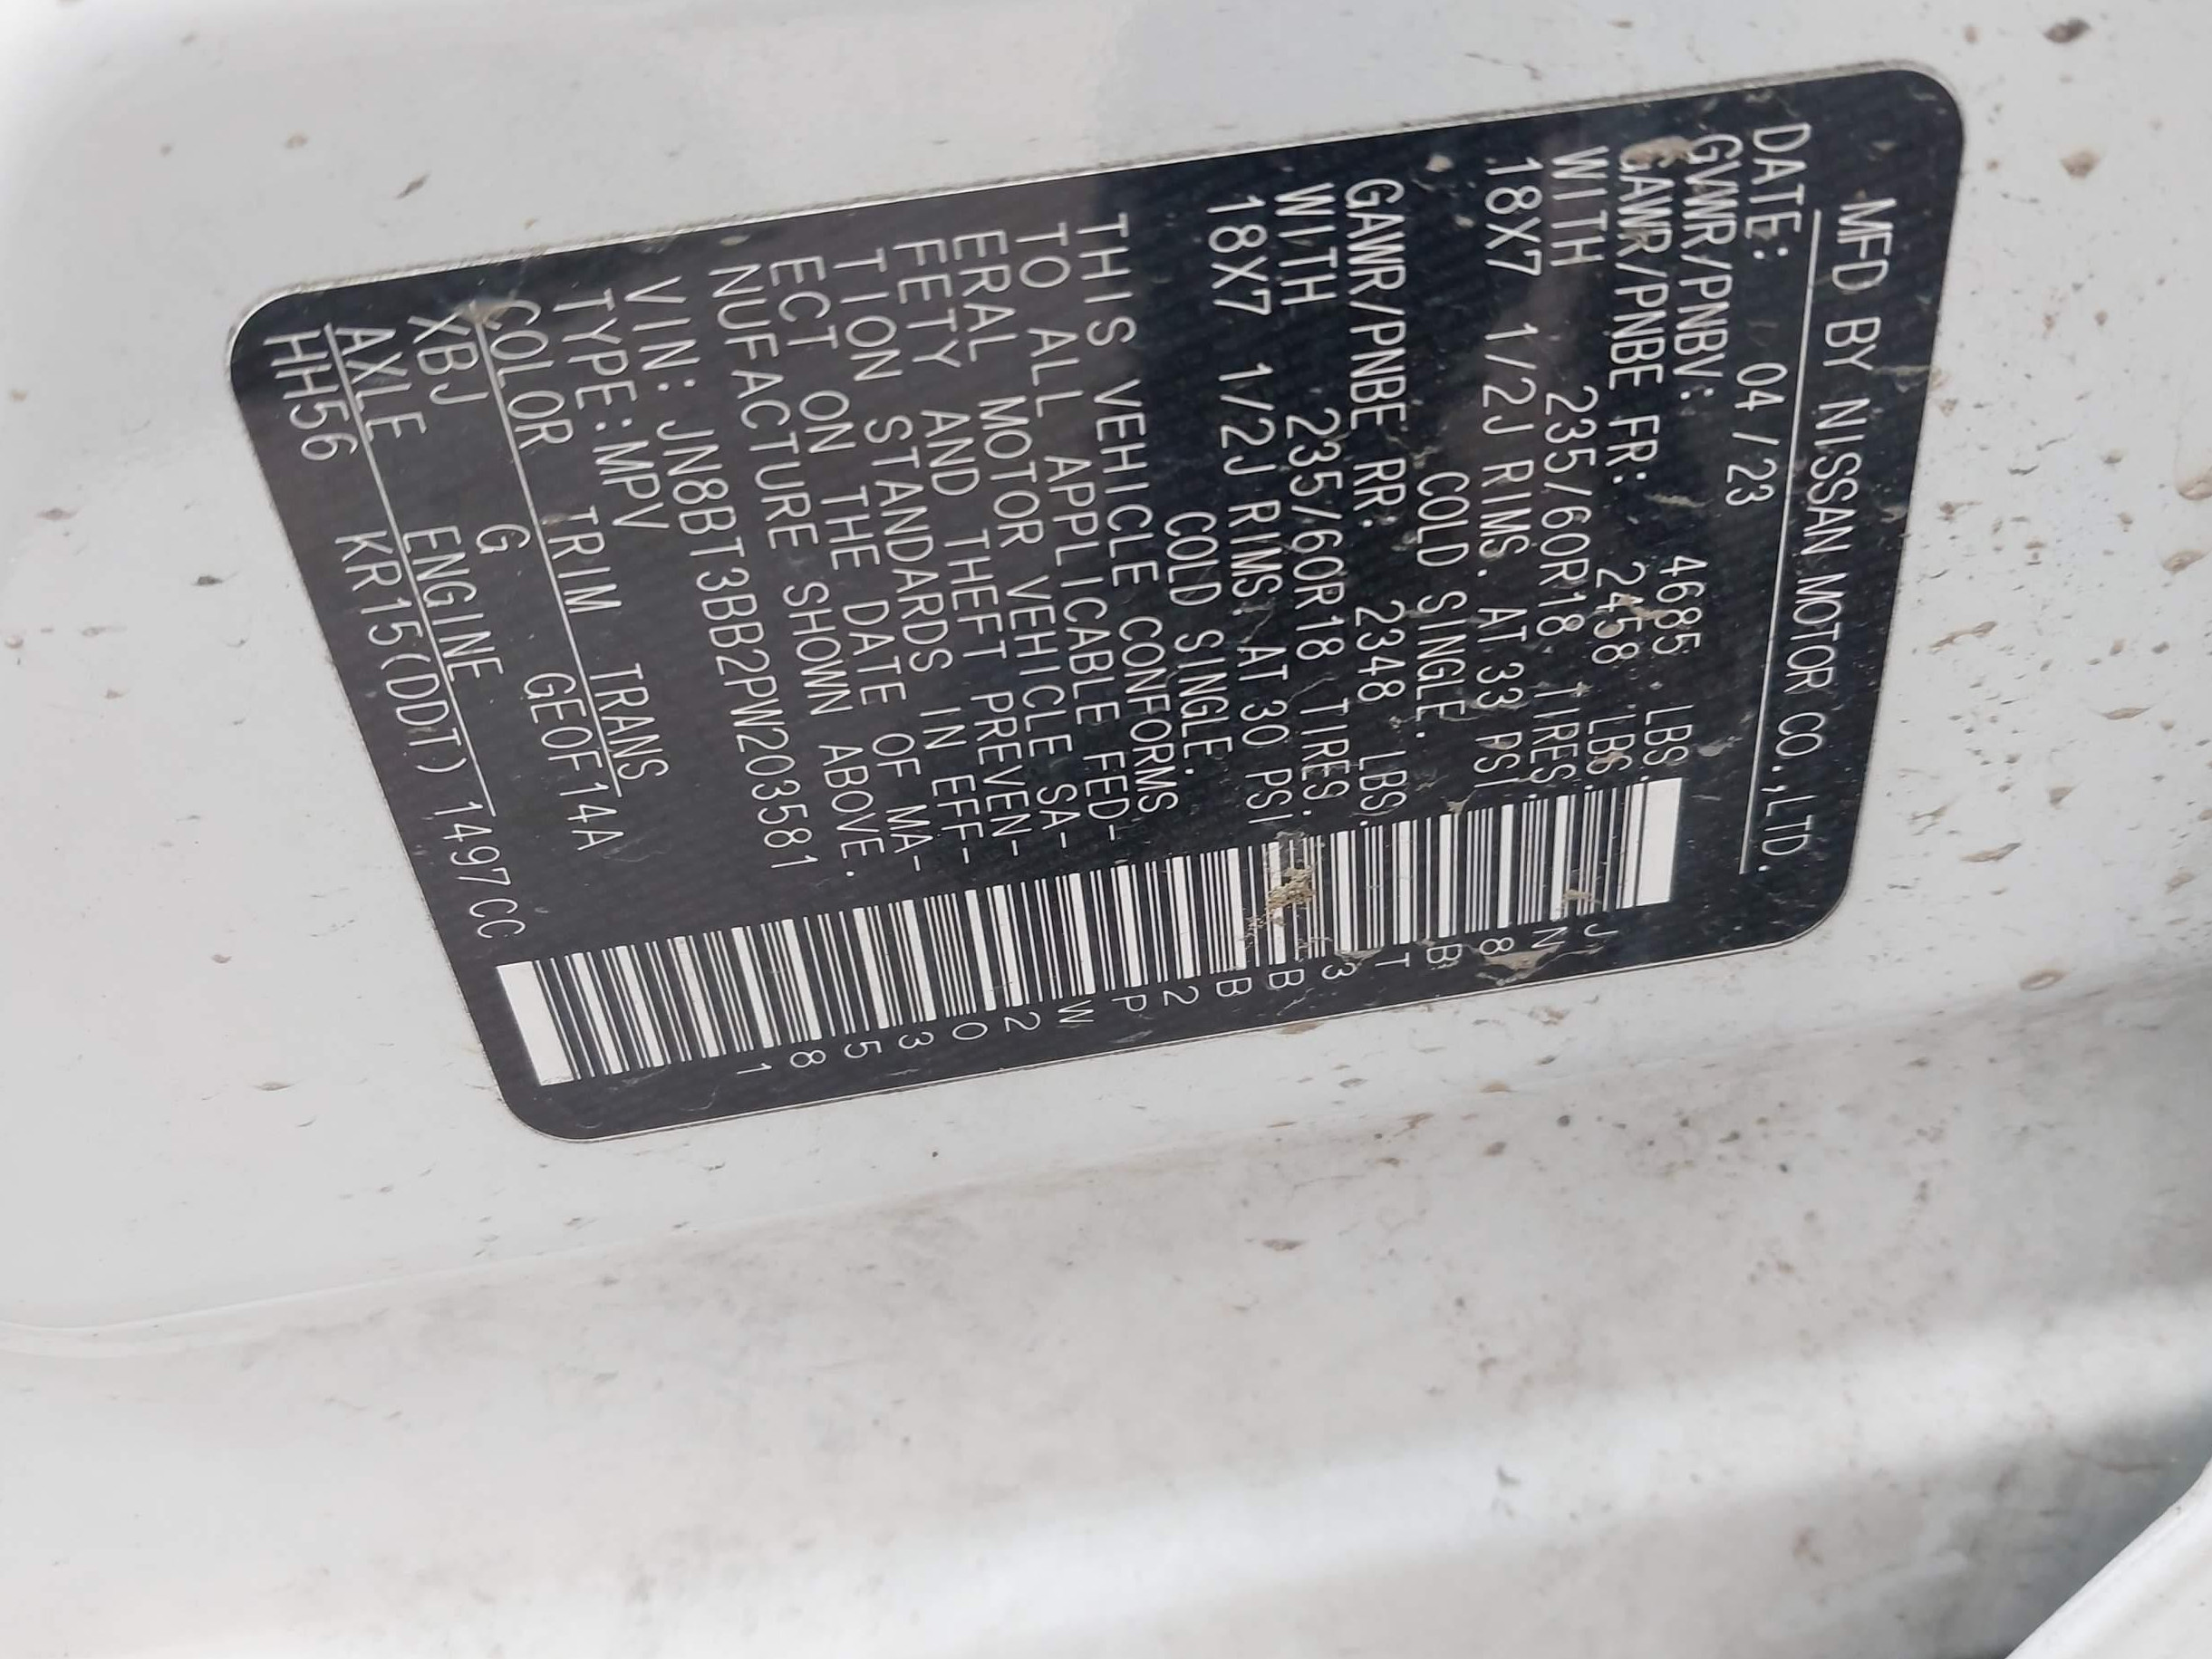 MFD BY NISSAN MOTOR CO.,LTD.
DATE: 04/23
GVWR/PNBV: 4685 LBS.
GAWR/PNBE FR: 2458 LBS.
WITH 235/60R18 TIRES.
18X7 1/2J RIMS. AT 33 PSI
COLD SINGLE.
GAWR/PNBE RR: 2348 LBS.
WITH 235/60R18 TIRES.
18X7 1/2J RIMS. AT 30 PSI
COLD SINGLE.
THIS VEHICLE CONFORMS
TO ALL APPLICABLE FED-
ERAL MOTOR VEHICLE SA-
FETY AND THEFT PREVEN-
TION STANDARDS IN EFF-
ECT ON THE DATE OF MA-
NUFACTURE SHOWN ABOVE.
VIN: JN8BT3BB2PW203581
TYPE:MPV
COLOR TRIM TRANS
XBJ G GE0F14A
AXLE ENGINE
HH56 KR15(DDT) 1497CC
JN8BT3BB2PW203581